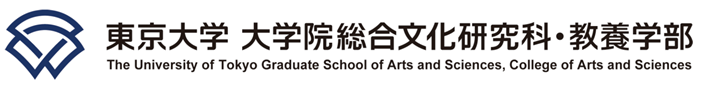 東京大学 大学院総合文化研究科・教養学部
The University of Tokyo Graduate School of Arts and Sciences, College of Arts and Sciences